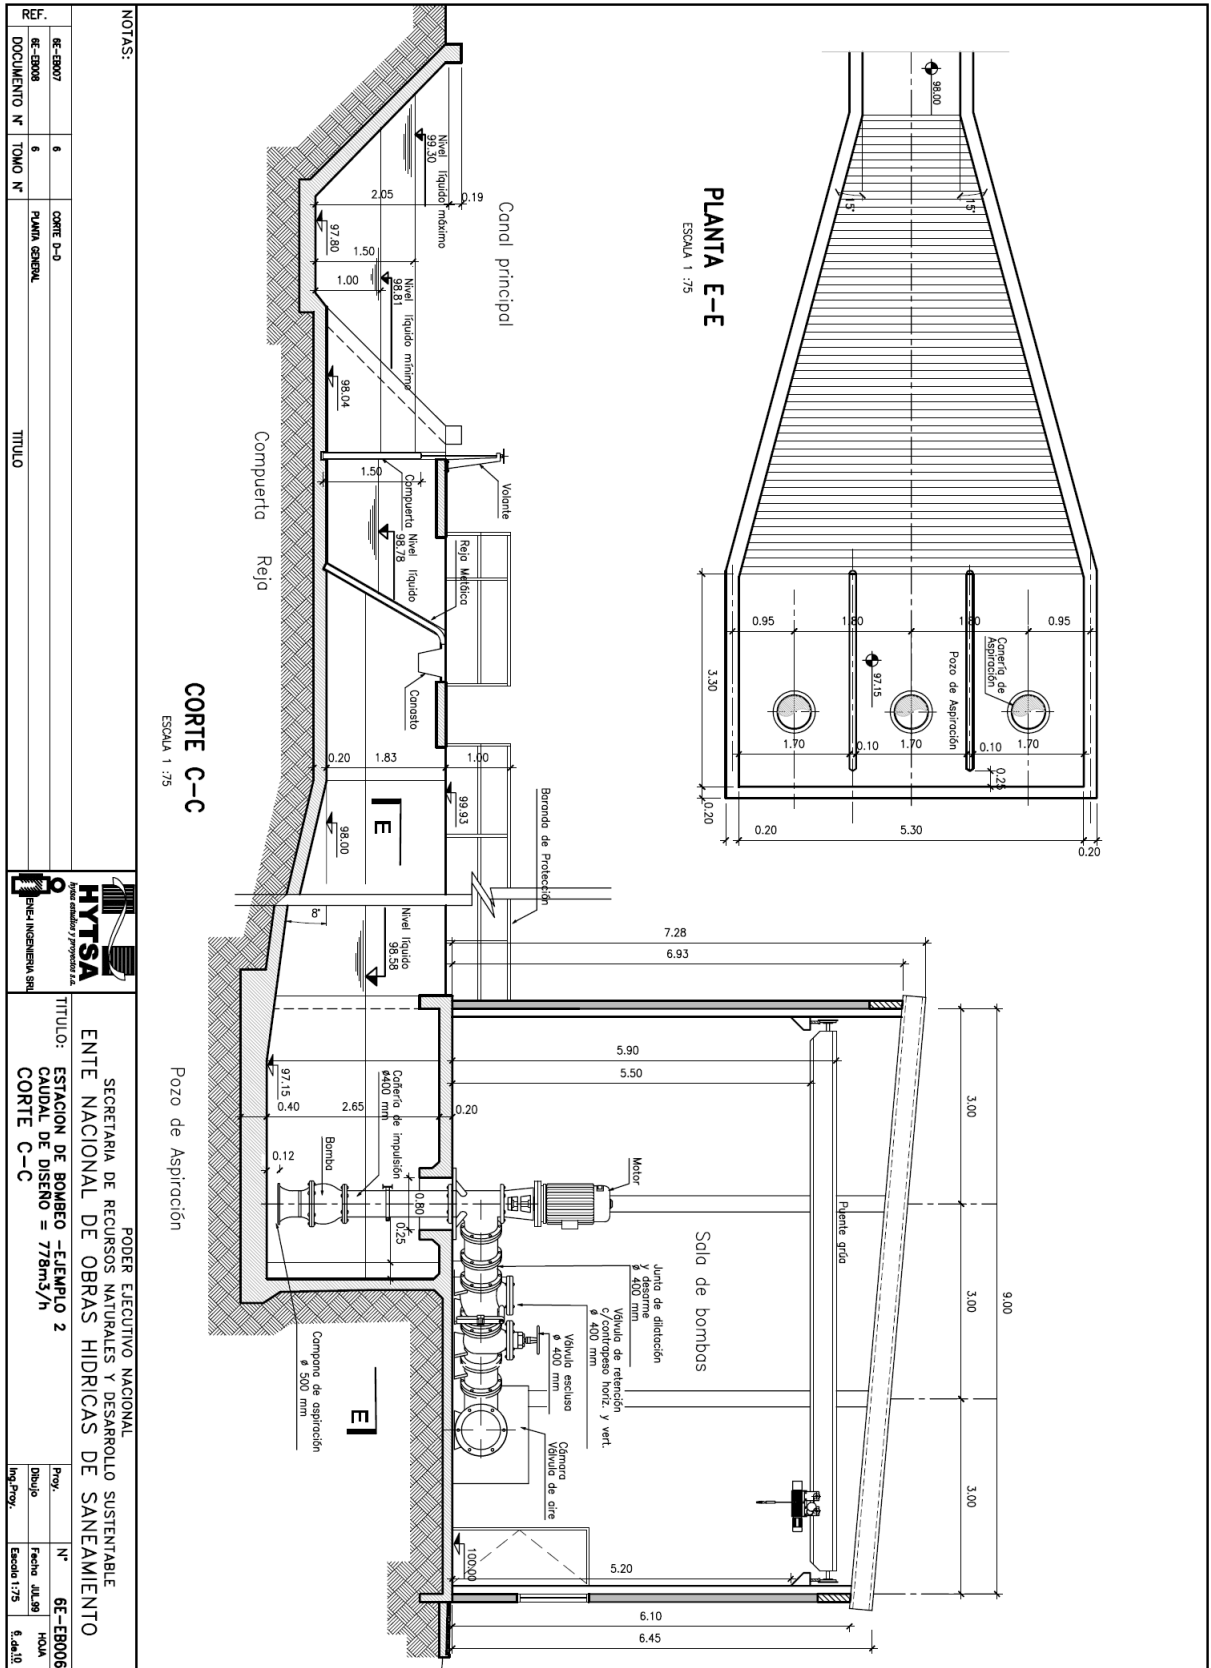 98.00
15°
15°
PLANTA E-E
ESCALA 1 :75
0.95
1.80
1.80
0.95
97.15
Pozo de Aspiración
Cañería de
Aspiración
3.30
1.70
0.10
1.70
0.10
1.70
0.25
0.20
0.20
5.30
0.20
Canal principal
Nivel líquido máximo
99.30
0.19
2.05
97.80
1.50
1.00
Nivel líquido mínimo
98.81
98.04
Volante
1.50
Compuerta
Nivel líquido
98.78
Reja Metálica
Canasto
Compuerta
Reja
0.20
1.83
1.00
99.93
98.00
E
Baranda de Protección
CORTE C-C
ESCALA 1 :75
8°
Nivel líquido
98.58
7.28
6.93
5.90
5.50
3.00
3.00
3.00
9.00
97.15
0.40
2.65
0.20
Cañería de impulsión
ø400 mm
Bomba
0.12
0.80
0.25
Motor
Puente grúa
Sala de bombas
Junta de dilatación
y desarme
ø 400 mm
Válvula de retención
c/contrapeso horiz. y vert.
ø 400 mm
Válvula esclusa
ø 400 mm
Cámara
Válvula de aire
Campana de aspiración
ø 500 mm
E
Pozo de Aspiración
100.00
5.20
6.10
6.45
NOTAS:
6E-EB007 6 CORTE D-D
6E-EB008 6 PLANTA GENERAL
REF. DOCUMENTO N° TOMO N° TITULO
HYTSA
hytsa estudios y proyectos s.a.
ENE-I INGENIERIA SRL
PODER EJECUTIVO NACIONAL
SECRETARIA DE RECURSOS NATURALES Y DESARROLLO SUSTENTABLE
ENTE NACIONAL DE OBRAS HIDRICAS DE SANEAMIENTO
TITULO: ESTACION DE BOMBEO -EJEMPLO 2
CAUDAL DE DISEÑO = 778m3/h
CORTE C-C
Proy.
Dibujo
Ing.Proy.
N° 6E-EB006
Fecha JUL.99
HOJA
Escala 1:75
6..de.10